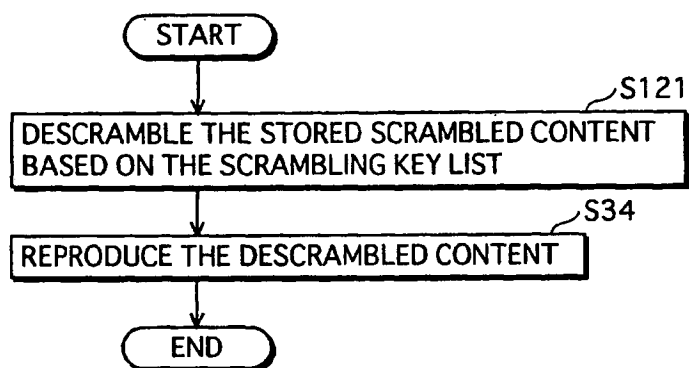 START
S121
DESCRAMBLE THE STORED SCRAMBLED CONTENT
BASED ON THE SCRAMBLING KEY LIST
S34
REPRODUCE THE DESCRAMBLED CONTENT
END